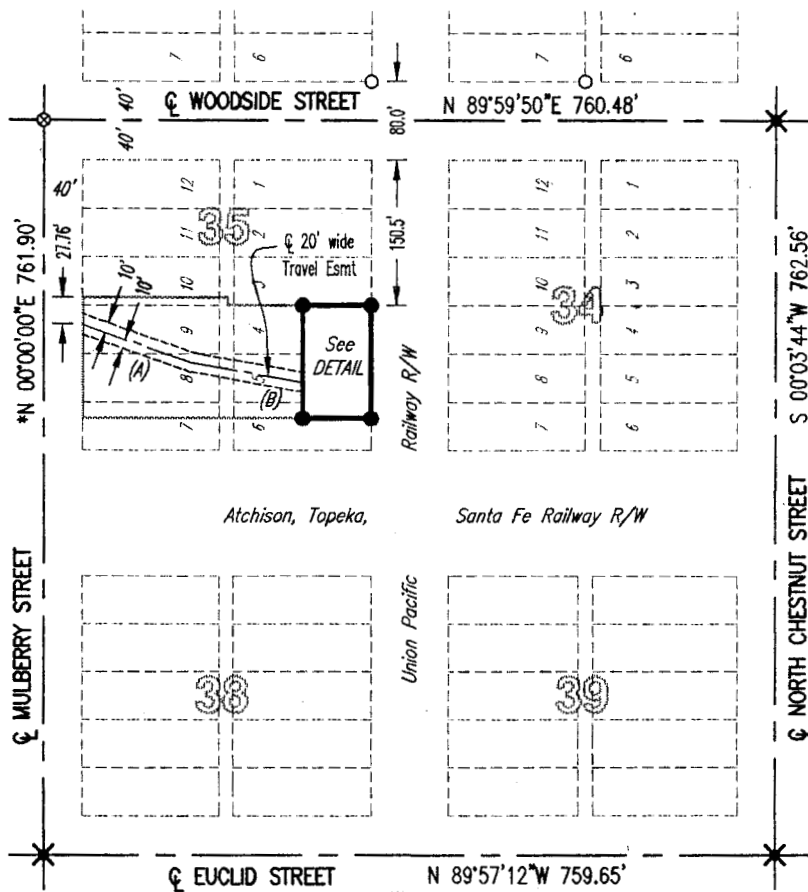 7 6 7 6
℄ WOODSIDE STREET N 89°59'50"E 760.48'
40'
40'
80.0'
40'
27.76'
150.5'
*N 00°00'00"E 761.90'
S 00°03'44"W 762.56'
12 1 12 1
35
11 2 11 2
℄ 20' wide
Travel Esmt
10 3 10 3
34
10'
10'
9 4 9 4
See
DETAIL
(A)
8 5 8 5
(B)
7 6 7 6
Railway R/W
Atchison, Topeka, Santa Fe Railway R/W
Union Pacific
℄ MULBERRY STREET
℄ NORTH CHESTNUT STREET
38 39
℄ EUCLID STREET N 89°57'12"W 759.65'